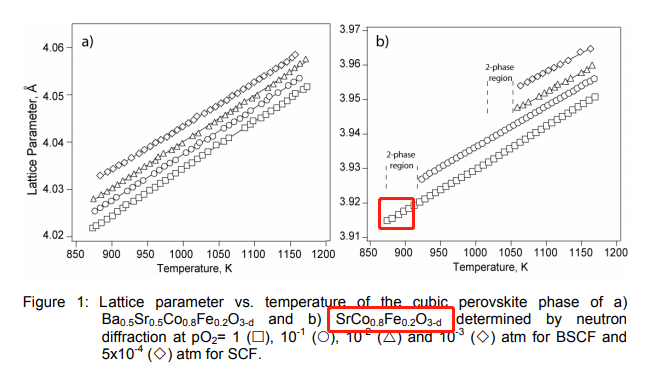 a)
4.06
4.05
4.04
4.03
4.02
Lattice Parameter, Å
850 900 950 1000 1050 1100 1150 1200
Temperature, K
b)
3.97
3.96
3.95
3.94
3.93
3.92
3.91
2-phase
region
2-phase
region
850 900 950 1000 1050 1100 1150 1200
Temperature, K
Figure 1: Lattice parameter vs. temperature of the cubic perovskite phase of a)
Ba0.5Sr0.5Co0.8Fe0.2O3-d and b) SrCo0.8Fe0.2O3-d determined by neutron
diffraction at pO2= 1 (□), 10-1 (○), 10-2 (△) and 10-3 (◇) atm for BSCF and
5x10-4 (◇) atm for SCF.